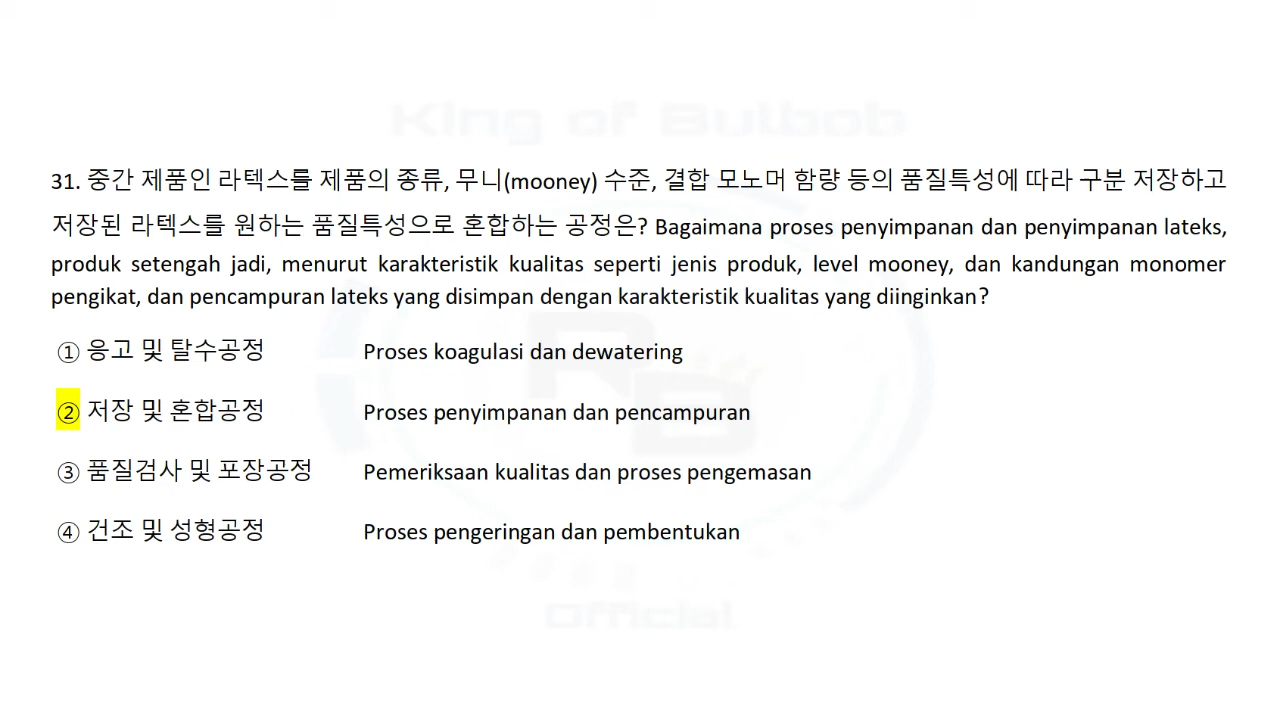 King of Bulbob
31. 중간 제품인 라텍스를 제품의 종류, 무니(mooney) 수준, 결합 모노머 함량 등의 품질특성에 따라 구분 저장하고
저장된 라텍스를 원하는 품질특성으로 혼합하는 공정은? Bagaimana proses penyimpanan dan penyimpanan lateks,
produk setengah jadi, menurut karakteristik kualitas seperti jenis produk, level mooney, dan kandungan monomer
pengikat, dan pencampuran lateks yang disimpan dengan karakteristik kualitas yang diinginkan?
① 응고 및 탈수공정 Proses koagulasi dan dewatering
② 저장 및 혼합공정 Proses penyimpanan dan pencampuran
③ 품질검사 및 포장공정 Pemeriksaan kualitas dan proses pengemasan
④ 건조 및 성형공정 Proses pengeringan dan pembentukan
Official